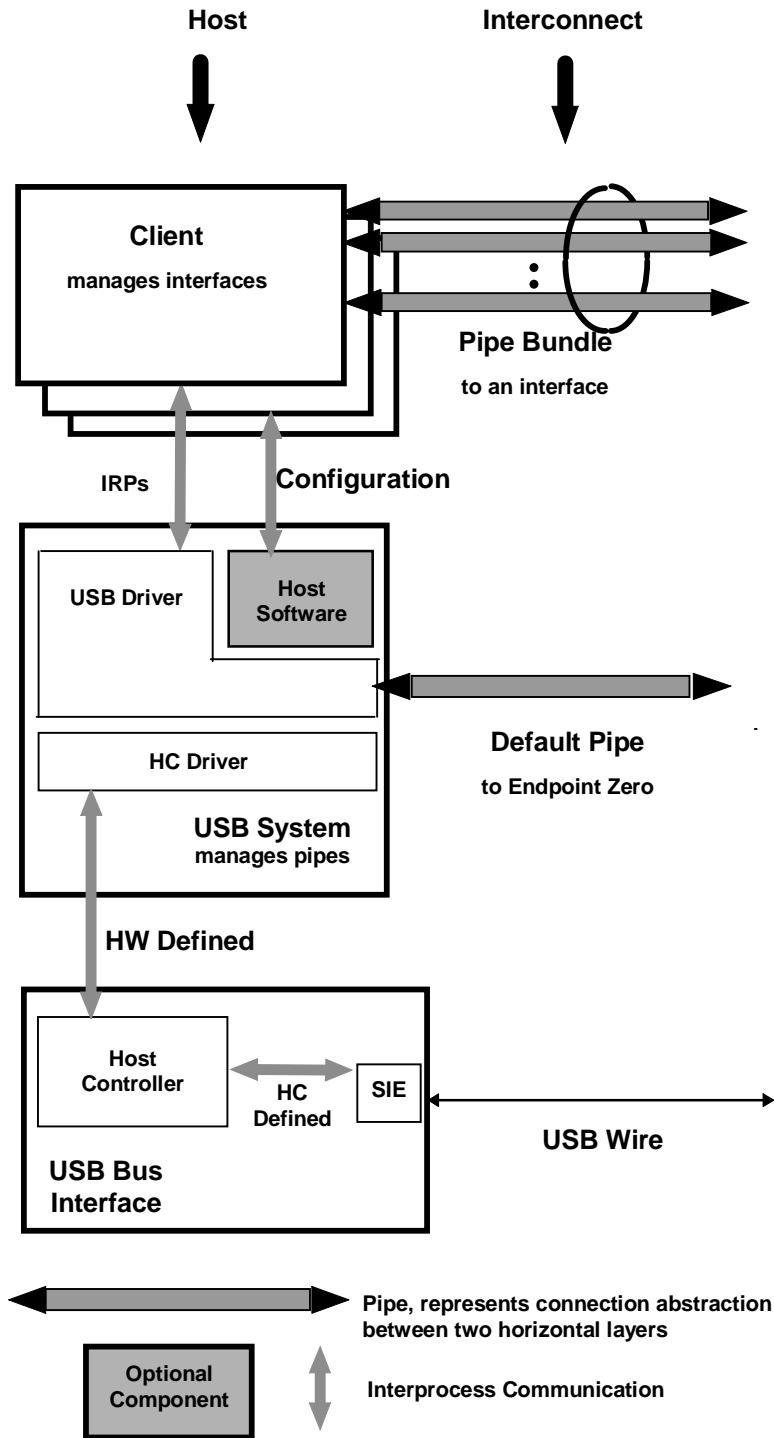 Host
Interconnect
Client
manages interfaces
Pipe Bundle
to an interface
IRPs
Configuration
USB Driver
Host
Software
HC Driver
USB System
manages pipes
Default Pipe
to Endpoint Zero
HW Defined
Host
Controller
HC
Defined
SIE
USB Bus
Interface
USB Wire
Pipe, represents connection abstraction
between two horizontal layers
Optional
Component
Interprocess Communication